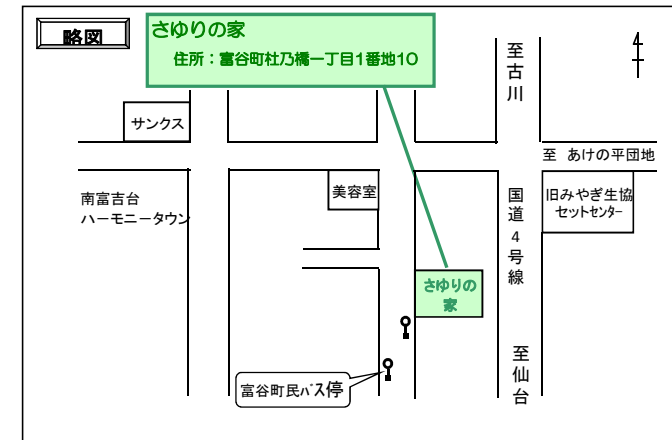 略図
さゆりの家
住所：富谷町杜乃橋一丁目1番地10
至古川
サンクス
至 あけの平団地
南富吉台
ハーモニータウン
美容室
国道4号線
旧みやぎ生協
セットセンター
さゆりの
家
至仙台
富谷町民バス停